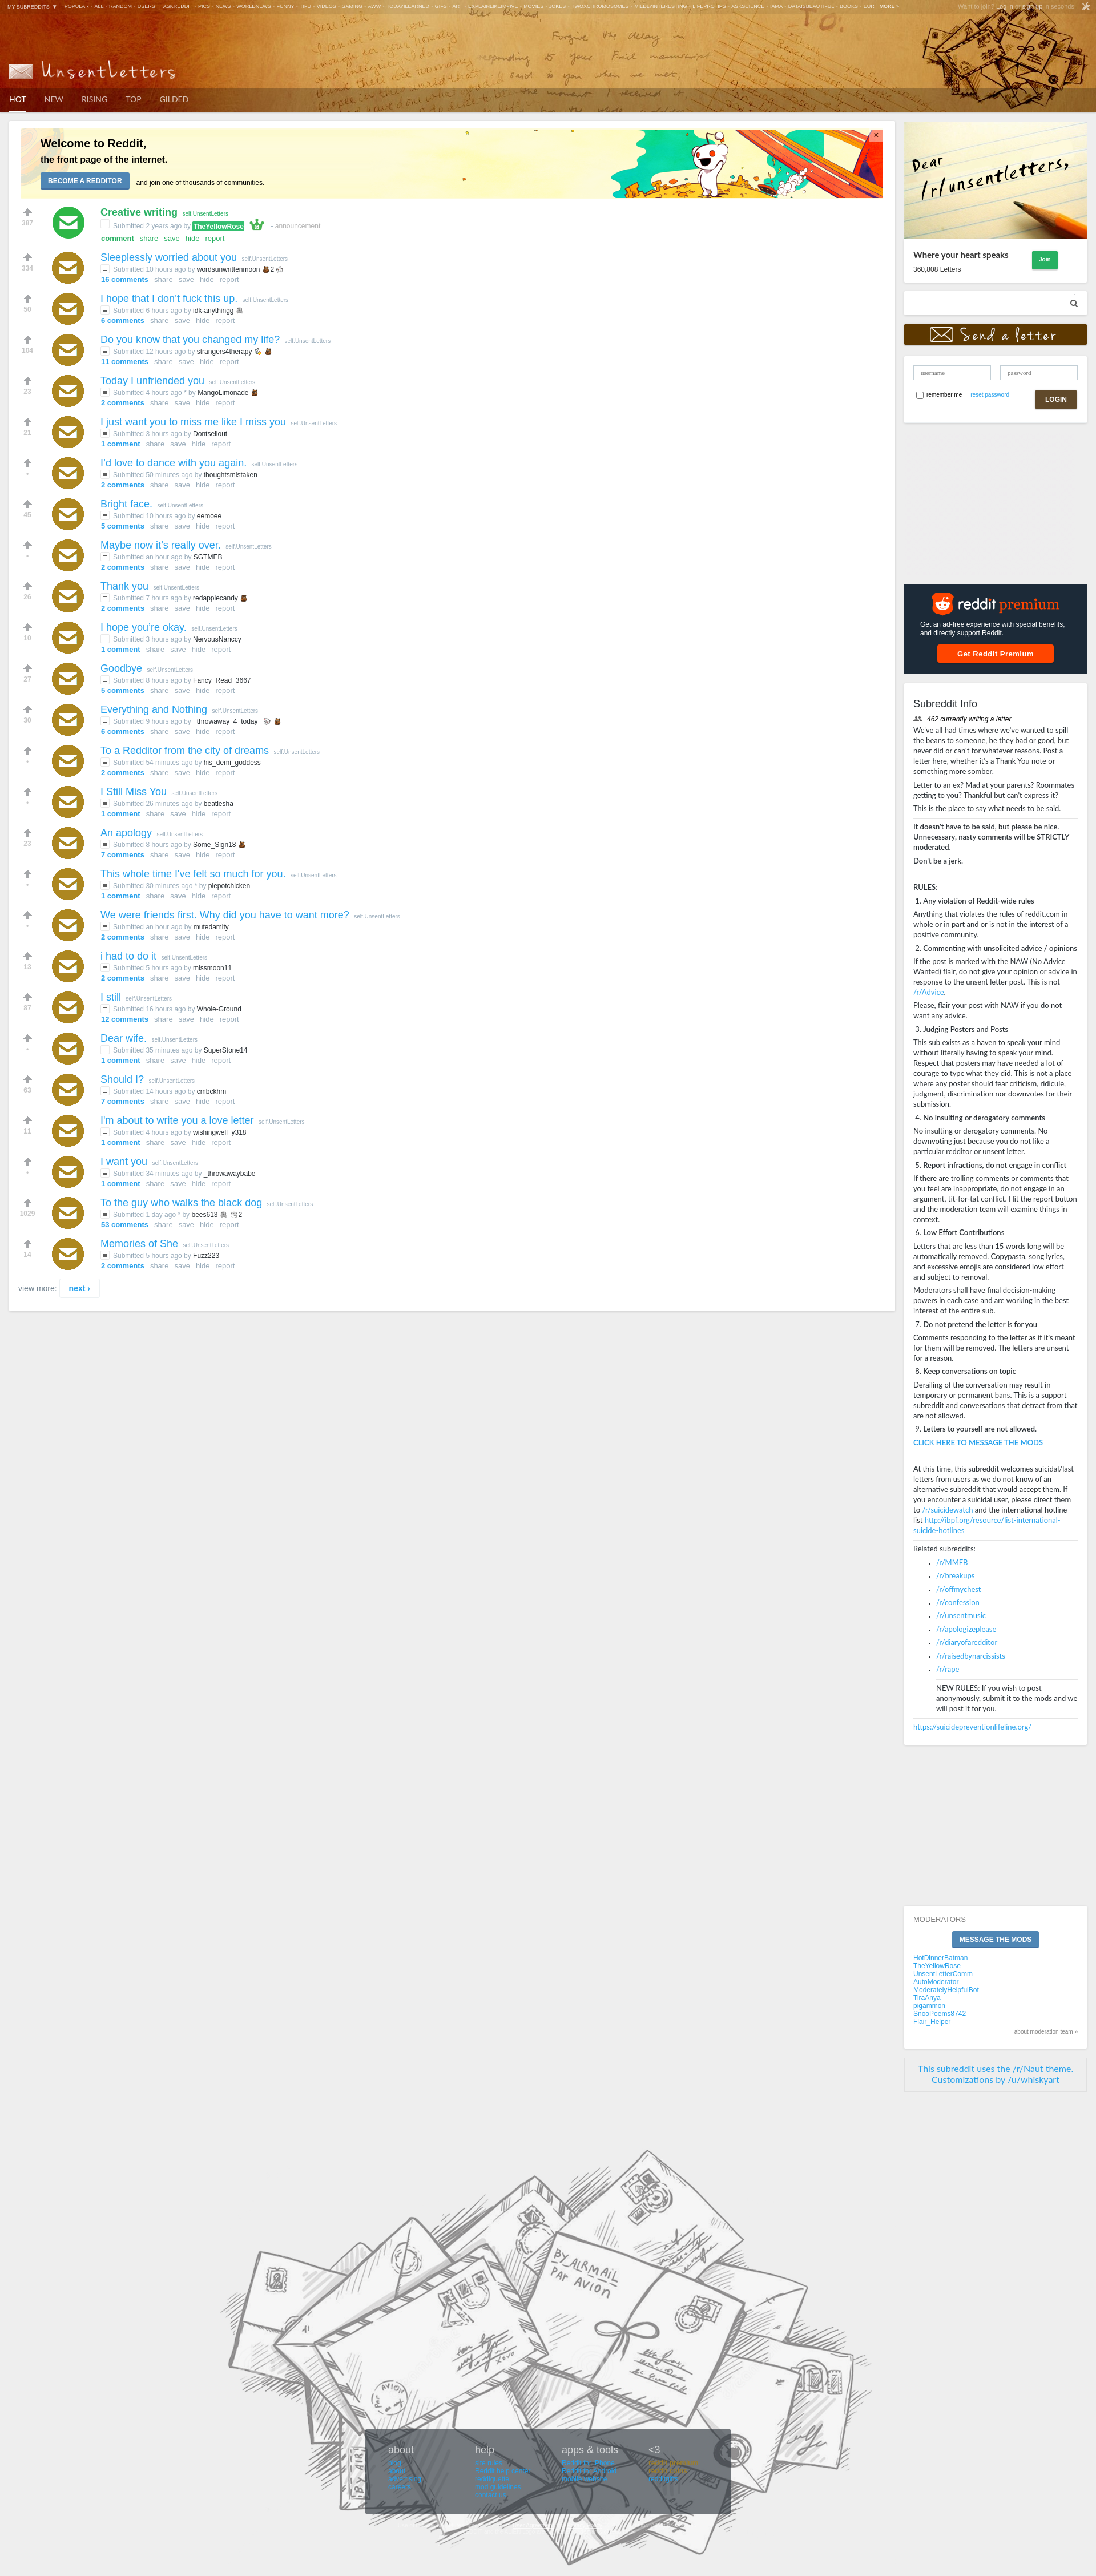 MY SUBREDDITS ▼ POPULAR · ALL · RANDOM · USERS | ASKREDDIT · PICS · NEWS · WORLDNEWS · FUNNY · TIFU · VIDEOS · GAMING · AWW · TODAYILEARNED · GIFS · ART · EXPLAINLIKEIMFIVE · MOVIES · JOKES · TWOXCHROMOSOMES · MILDLYINTERESTING · LIFEPROTIPS · ASKSCIENCE · IAMA · DATAISBEAUTIFUL · BOOKS · EUR MORE »
Want to join? Log in or sign up in seconds. |
UnsentLetters
HOT NEW RISING TOP GILDED
Welcome to Reddit,
the front page of the internet.
BECOME A REDDITOR and join one of thousands of communities.
×
387
Creative writing self.UnsentLetters
Submitted 2 years ago by TheYellowRose - announcement
comment share save hide report
334
Sleeplessly worried about you self.UnsentLetters
Submitted 10 hours ago by wordsunwrittenmoon 2
16 comments share save hide report
50
I hope that I don't fuck this up. self.UnsentLetters
Submitted 6 hours ago by idk-anythingg
6 comments share save hide report
104
Do you know that you changed my life? self.UnsentLetters
Submitted 12 hours ago by strangers4therapy
11 comments share save hide report
23
Today I unfriended you self.UnsentLetters
Submitted 4 hours ago * by MangoLimonade
2 comments share save hide report
21
I just want you to miss me like I miss you self.UnsentLetters
Submitted 3 hours ago by Dontsellout
1 comment share save hide report
•
I'd love to dance with you again. self.UnsentLetters
Submitted 50 minutes ago by thoughtsmistaken
2 comments share save hide report
45
Bright face. self.UnsentLetters
Submitted 10 hours ago by eemoee
5 comments share save hide report
•
Maybe now it's really over. self.UnsentLetters
Submitted an hour ago by SGTMEB
2 comments share save hide report
26
Thank you self.UnsentLetters
Submitted 7 hours ago by redapplecandy
2 comments share save hide report
10
I hope you're okay. self.UnsentLetters
Submitted 3 hours ago by NervousNanccy
1 comment share save hide report
27
Goodbye self.UnsentLetters
Submitted 8 hours ago by Fancy_Read_3667
5 comments share save hide report
30
Everything and Nothing self.UnsentLetters
Submitted 9 hours ago by _throwaway_4_today_
6 comments share save hide report
•
To a Redditor from the city of dreams self.UnsentLetters
Submitted 54 minutes ago by his_demi_goddess
2 comments share save hide report
•
I Still Miss You self.UnsentLetters
Submitted 26 minutes ago by beatlesha
1 comment share save hide report
23
An apology self.UnsentLetters
Submitted 8 hours ago by Some_Sign18
7 comments share save hide report
•
This whole time I've felt so much for you. self.UnsentLetters
Submitted 30 minutes ago * by piepotchicken
1 comment share save hide report
•
We were friends first. Why did you have to want more? self.UnsentLetters
Submitted an hour ago by mutedamity
2 comments share save hide report
13
i had to do it self.UnsentLetters
Submitted 5 hours ago by missmoon11
2 comments share save hide report
87
I still self.UnsentLetters
Submitted 16 hours ago by Whole-Ground
12 comments share save hide report
•
Dear wife. self.UnsentLetters
Submitted 35 minutes ago by SuperStone14
1 comment share save hide report
63
Should I? self.UnsentLetters
Submitted 14 hours ago by cmbckhm
7 comments share save hide report
11
I'm about to write you a love letter self.UnsentLetters
Submitted 4 hours ago by wishingwell_y318
1 comment share save hide report
•
I want you self.UnsentLetters
Submitted 34 minutes ago by _throwawaybabe
1 comment share save hide report
1029
To the guy who walks the black dog self.UnsentLetters
Submitted 1 day ago * by bees613 2
53 comments share save hide report
14
Memories of She self.UnsentLetters
Submitted 5 hours ago by Fuzz223
2 comments share save hide report
view more: next ›
Dear
/r/unsentletters,
Where your heart speaks
360,808 Letters
Join
Send a letter
username password
remember me reset password LOGIN
reddit premium
Get an ad-free experience with special benefits,
and directly support Reddit.
Get Reddit Premium
Subreddit Info
462 currently writing a letter
We've all had times where we've wanted to spill
the beans to someone, be they bad or good, but
never did or can't for whatever reasons. Post a
letter here, whether it's a Thank You note or
something more somber.
Letter to an ex? Mad at your parents? Roommates
getting to you? Thankful but can't express it?
This is the place to say what needs to be said.
It doesn't have to be said, but please be nice.
Unnecessary, nasty comments will be STRICTLY
moderated.
Don't be a jerk.
RULES:
1. Any violation of Reddit-wide rules
Anything that violates the rules of reddit.com in
whole or in part and or is not in the interest of a
positive community.
2. Commenting with unsolicited advice / opinions
If the post is marked with the NAW (No Advice
Wanted) flair, do not give your opinion or advice in
response to the unsent letter post. This is not
/r/Advice.
Please, flair your post with NAW if you do not
want any advice.
3. Judging Posters and Posts
This sub exists as a haven to speak your mind
without literally having to speak your mind.
Respect that posters may have needed a lot of
courage to type what they did. This is not a place
where any poster should fear criticism, ridicule,
judgment, discrimination nor downvotes for their
submission.
4. No insulting or derogatory comments
No insulting or derogatory comments. No
downvoting just because you do not like a
particular redditor or unsent letter.
5. Report infractions, do not engage in conflict
If there are trolling comments or comments that
you feel are inappropriate, do not engage in an
argument, tit-for-tat conflict. Hit the report button
and the moderation team will examine things in
context.
6. Low Effort Contributions
Letters that are less than 15 words long will be
automatically removed. Copypasta, song lyrics,
and excessive emojis are considered low effort
and subject to removal.
Moderators shall have final decision-making
powers in each case and are working in the best
interest of the entire sub.
7. Do not pretend the letter is for you
Comments responding to the letter as if it's meant
for them will be removed. The letters are unsent
for a reason.
8. Keep conversations on topic
Derailing of the conversation may result in
temporary or permanent bans. This is a support
subreddit and conversations that detract from that
are not allowed.
9. Letters to yourself are not allowed.
CLICK HERE TO MESSAGE THE MODS
At this time, this subreddit welcomes suicidal/last
letters from users as we do not know of an
alternative subreddit that would accept them. If
you encounter a suicidal user, please direct them
to /r/suicidewatch and the international hotline
list http://ibpf.org/resource/list-international-
suicide-hotlines
Related subreddits:
• /r/MMFB
• /r/breakups
• /r/offmychest
• /r/confession
• /r/unsentmusic
• /r/apologizeplease
• /r/diaryofaredditor
• /r/raisedbynarcissists
• /r/rape
NEW RULES: If you wish to post
anonymously, submit it to the mods and we
will post it for you.
https://suicidepreventionlifeline.org/
MODERATORS
MESSAGE THE MODS
HotDinnerBatman
TheYellowRose
UnsentLetterComm
AutoModerator
ModeratelyHelpfulBot
TiraAnya
pigammon
SnooPoems8742
Flair_Helper
about moderation team »
This subreddit uses the /r/Naut theme.
Customizations by /u/whiskyart
BY AIRMAIL
PAR AVION
about help apps & tools <3